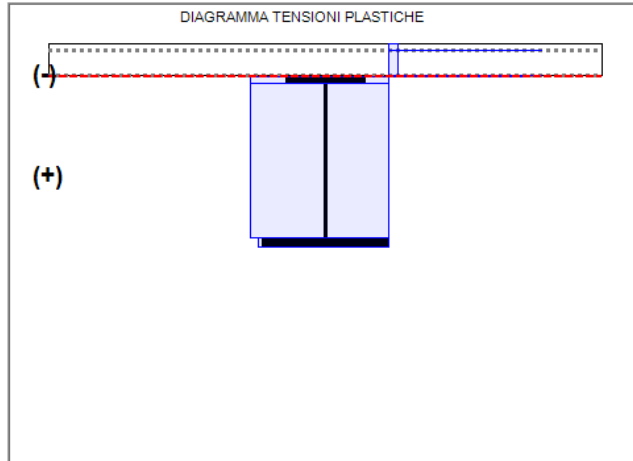 DIAGRAMMA TENSIONI PLASTICHE
(-)
(+)